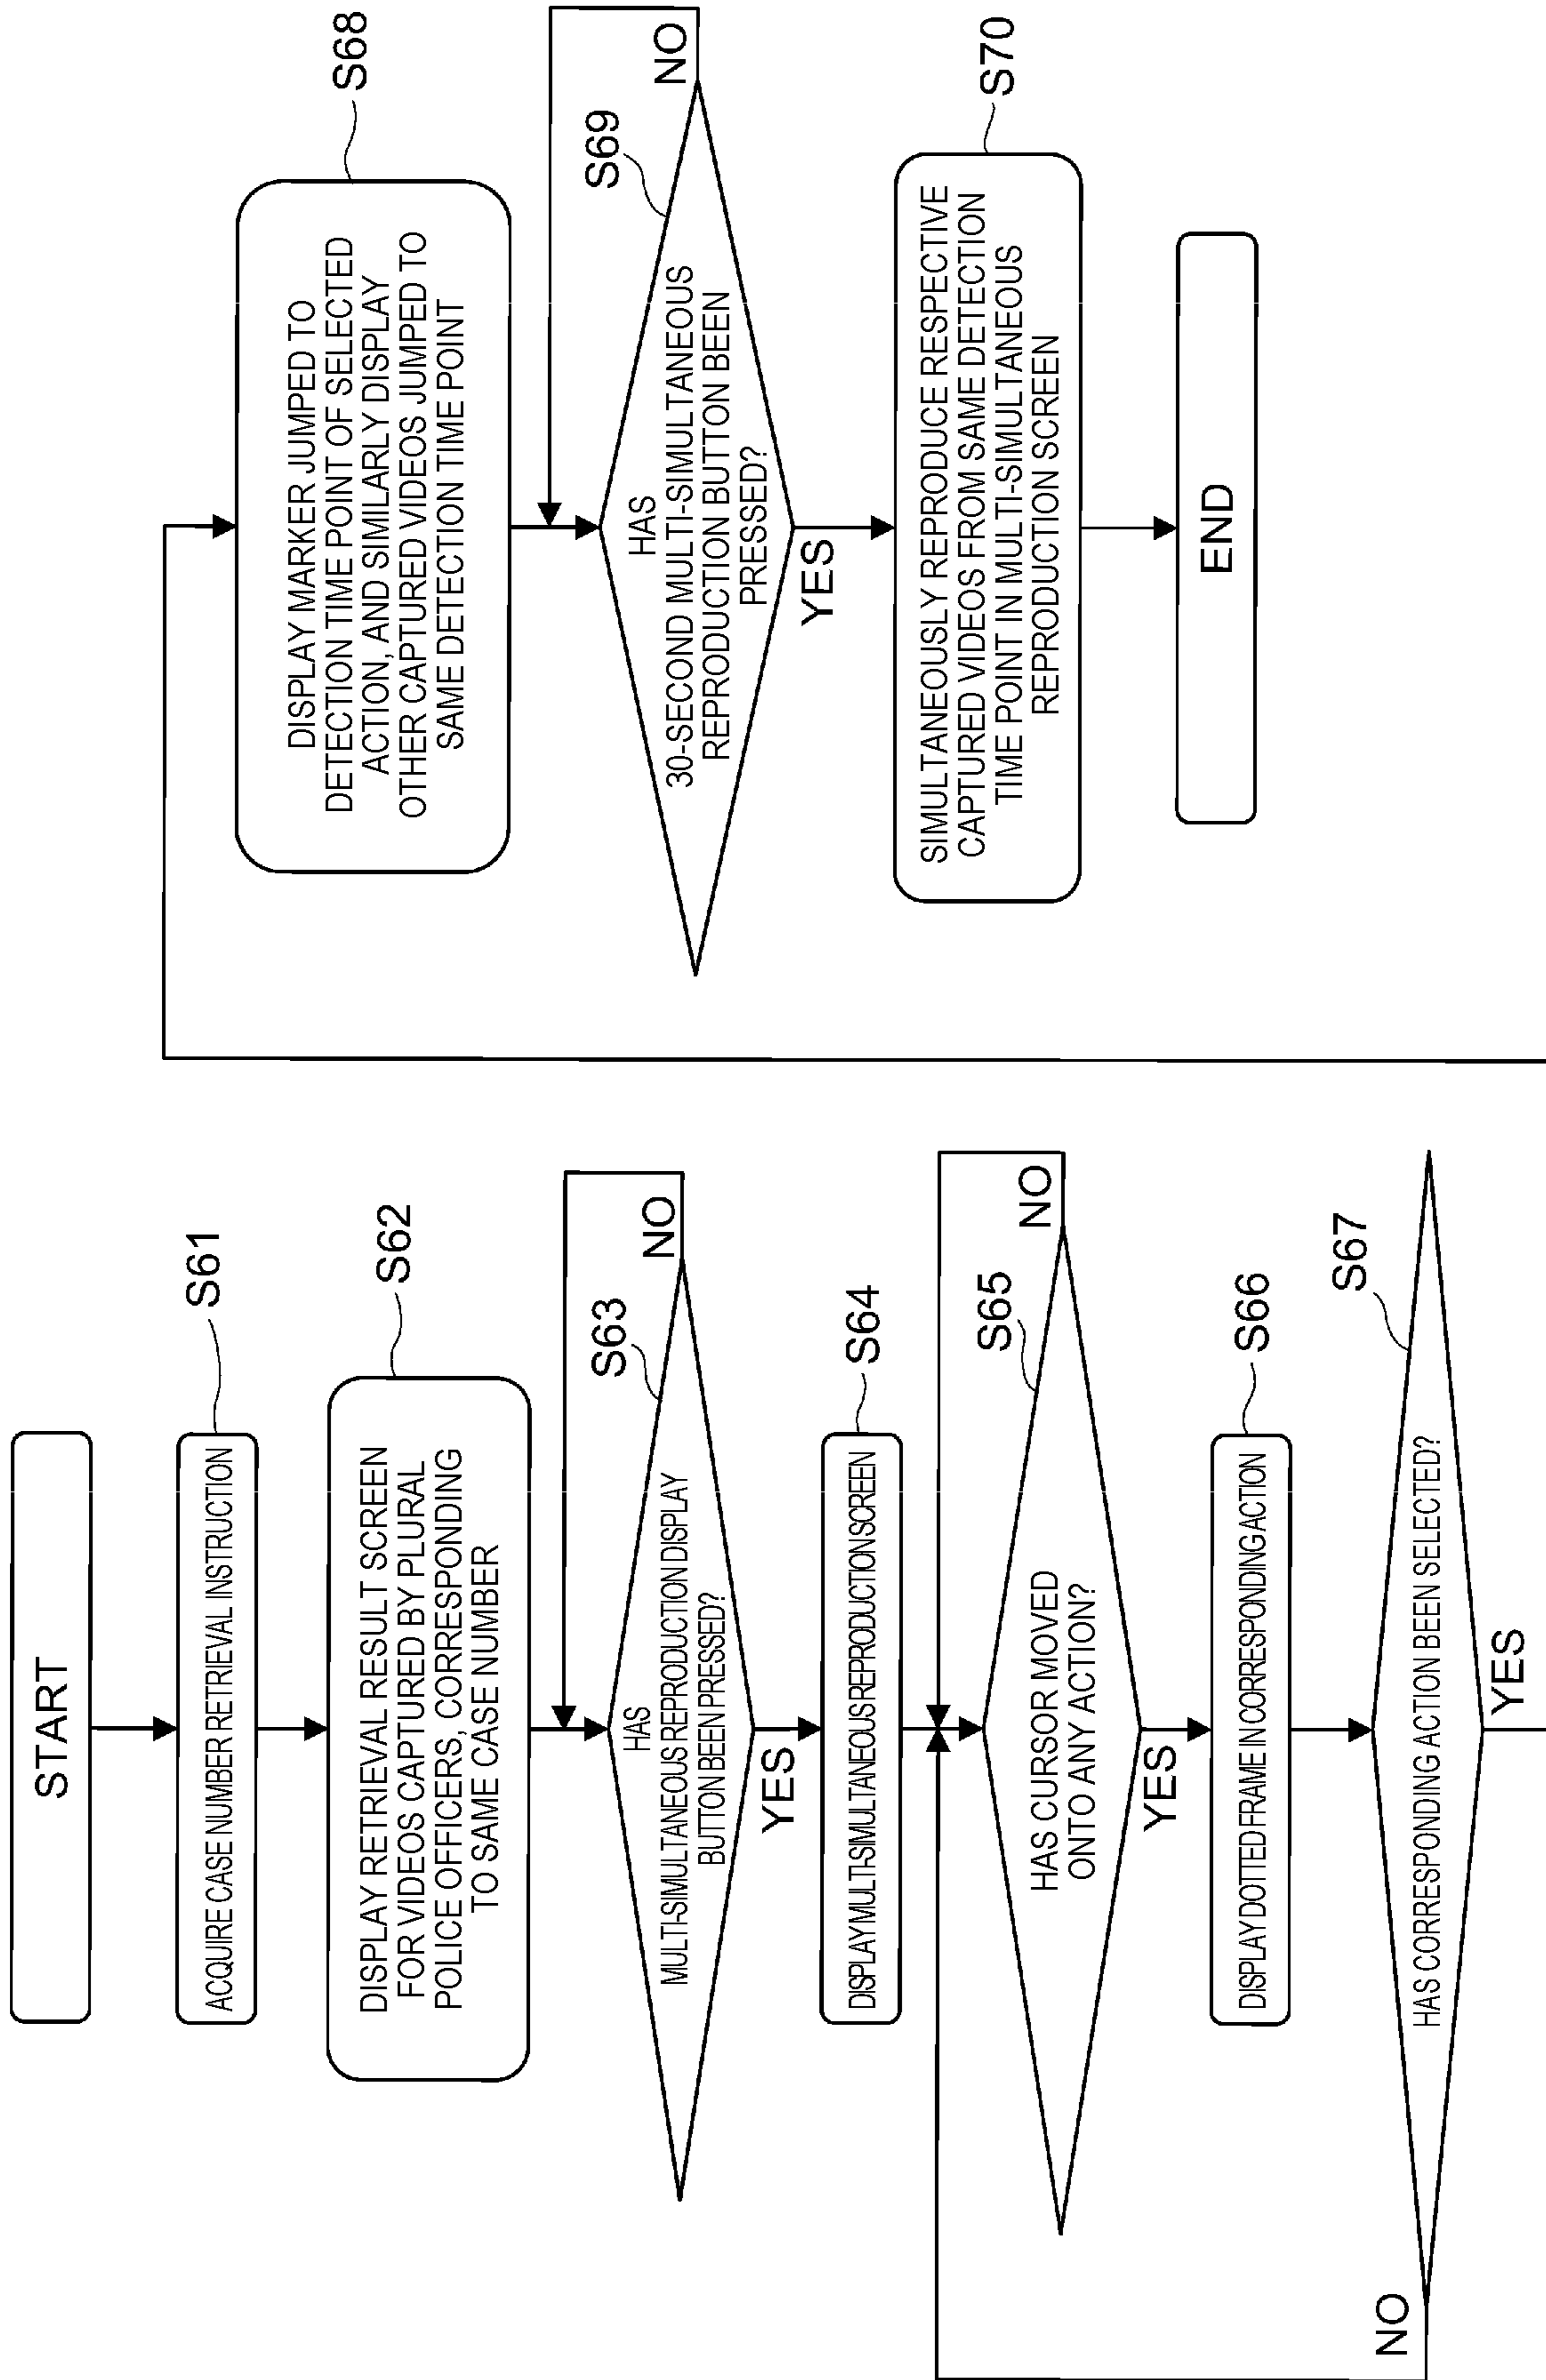 START
ACQUIRE CASE NUMBER RETRIEVAL INSTRUCTION
S61
DISPLAY RETRIEVAL RESULT SCREEN
FOR VIDEOS CAPTURED BY PLURAL
POLICE OFFICERS, CORRESPONDING
TO SAME CASE NUMBER
S62
HAS
MULTI-SIMULTANEOUS REPRODUCTION DISPLAY
BUTTON BEEN PRESSED?
S63
NO
YES
DISPLAY MULTI-SIMULTANEOUS REPRODUCTION SCREEN
S64
HAS CURSOR MOVED
ONTO ANY ACTION?
S65
NO
YES
DISPLAY DOTTED FRAME IN CORRESPONDING ACTION
S66
HAS CORRESPONDING ACTION BEEN SELECTED?
S67
NO
YES
DISPLAY MARKER JUMPED TO
DETECTION TIME POINT OF SELECTED
ACTION, AND SIMILARLY DISPLAY
OTHER CAPTURED VIDEOS JUMPED TO
SAME DETECTION TIME POINT
S68
HAS
30-SECOND MULTI-SIMULTANEOUS
REPRODUCTION BUTTON BEEN
PRESSED?
S69
NO
YES
SIMULTANEOUSLY REPRODUCE RESPECTIVE
CAPTURED VIDEOS FROM SAME DETECTION
TIME POINT IN MULTI-SIMULTANEOUS
REPRODUCTION SCREEN
S70
END